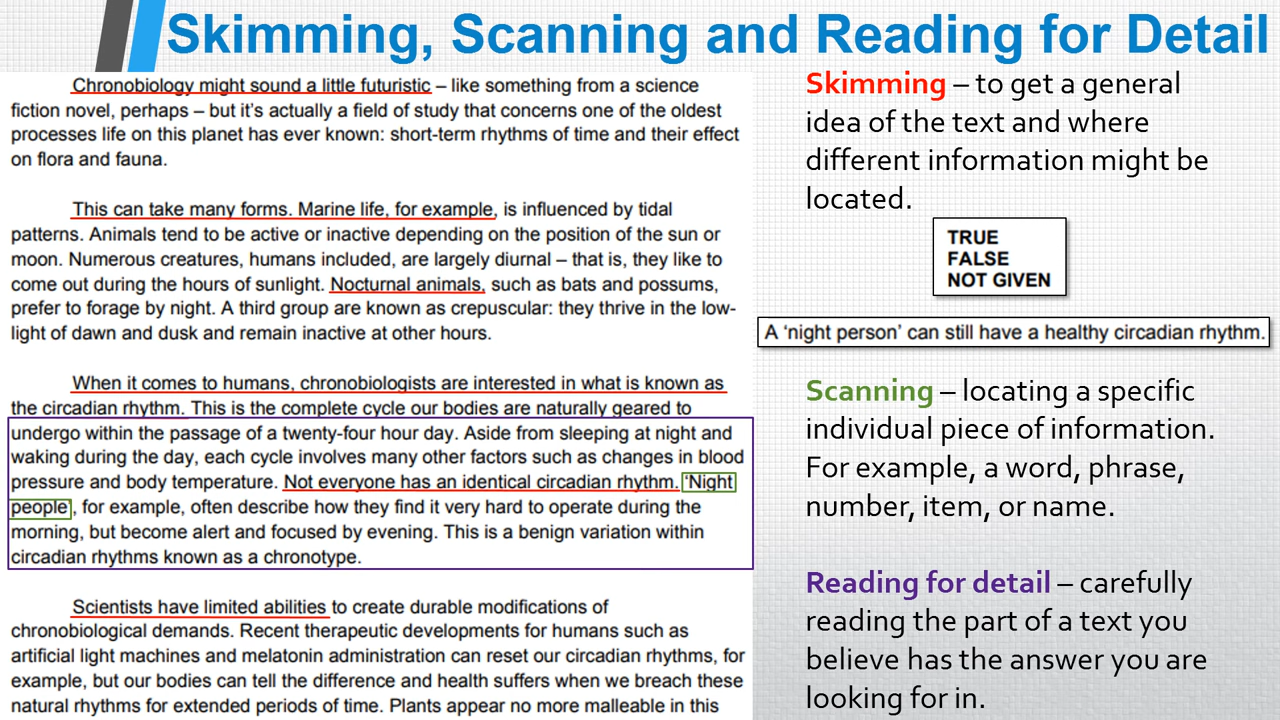 Skimming, Scanning and Reading for Detail
Chronobiology might sound a little futuristic – like something from a science
fiction novel, perhaps – but it's actually a field of study that concerns one of the oldest
processes life on this planet has ever known: short-term rhythms of time and their effect
on flora and fauna.
This can take many forms. Marine life, for example, is influenced by tidal
patterns. Animals tend to be active or inactive depending on the position of the sun or
moon. Numerous creatures, humans included, are largely diurnal – that is, they like to
come out during the hours of sunlight. Nocturnal animals, such as bats and possums,
prefer to forage by night. A third group are known as crepuscular: they thrive in the low-
light of dawn and dusk and remain inactive at other hours.
When it comes to humans, chronobiologists are interested in what is known as
the circadian rhythm. This is the complete cycle our bodies are naturally geared to
undergo within the passage of a twenty-four hour day. Aside from sleeping at night and
waking during the day, each cycle involves many other factors such as changes in blood
pressure and body temperature. Not everyone has an identical circadian rhythm. 'Night
people', for example, often describe how they find it very hard to operate during the
morning, but become alert and focused by evening. This is a benign variation within
circadian rhythms known as a chronotype.
Scientists have limited abilities to create durable modifications of
chronobiological demands. Recent therapeutic developments for humans such as
artificial light machines and melatonin administration can reset our circadian rhythms, for
example, but our bodies can tell the difference and health suffers when we breach these
natural rhythms for extended periods of time. Plants appear no more malleable in this
Skimming – to get a general
idea of the text and where
different information might be
located.
TRUE
FALSE
NOT GIVEN
A 'night person' can still have a healthy circadian rhythm.
Scanning – locating a specific
individual piece of information.
For example, a word, phrase,
number, item, or name.
Reading for detail – carefully
reading the part of a text you
believe has the answer you are
looking for in.